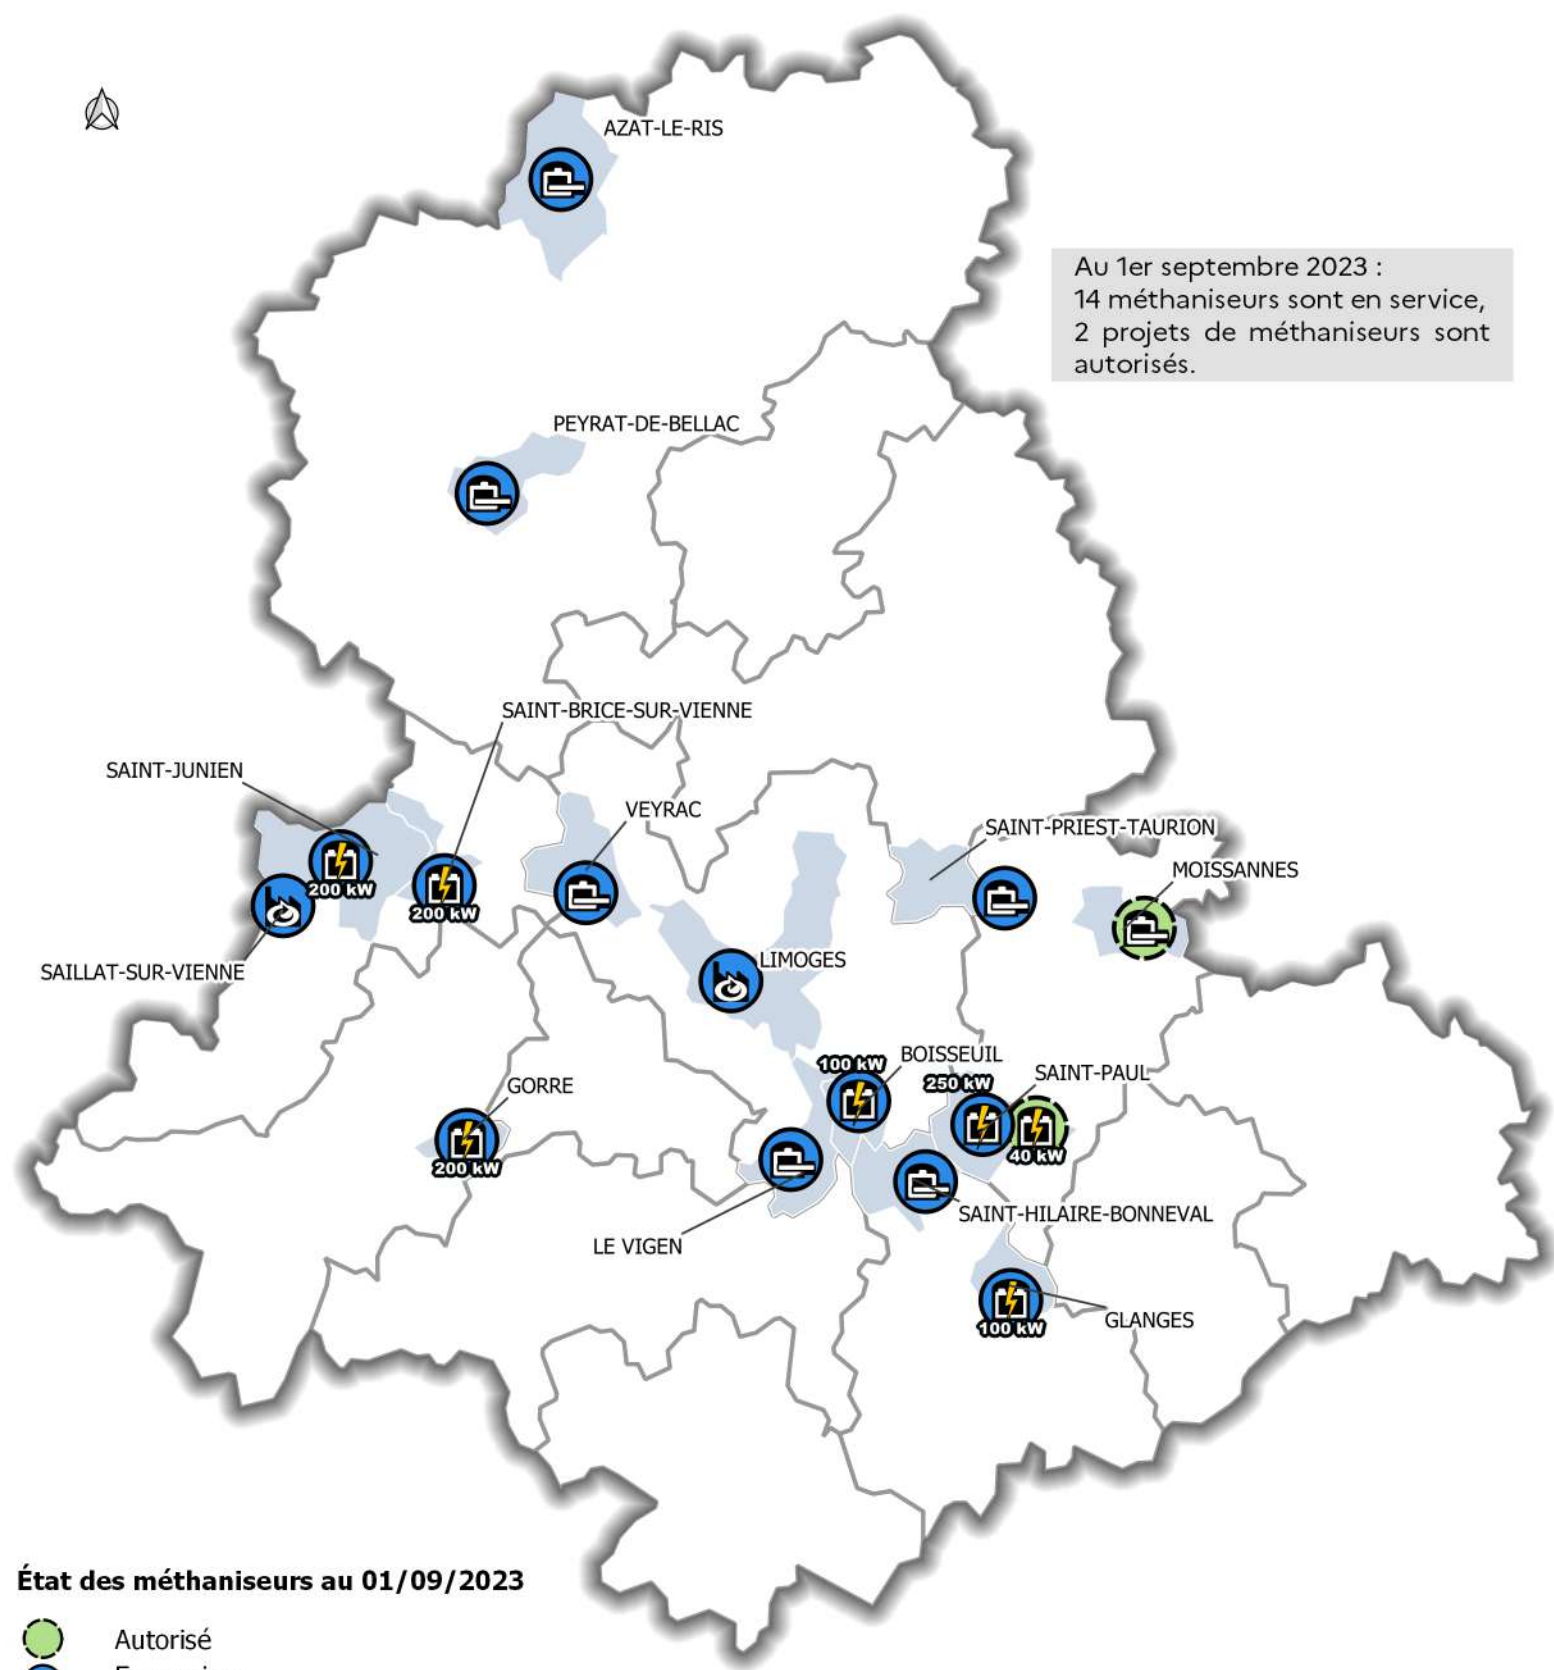 AZAT-LE-RIS
Au 1er septembre 2023 :
14 méthaniseurs sont en service,
2 projets de méthaniseurs sont
autorisés.
PEYRAT-DE-BELLAC
SAINT-BRICE-SUR-VIENNE
SAINT-JUNIEN
VEYRAC
SAINT-PRIEST-TAURION
MOISSANNES
200 kW
200 kW
SAILLAT-SUR-VIENNE
LIMOGES
BOISSEUIL
100 kW
SAINT-PAUL
250 kW
GORRE
40 kW
200 kW
SAINT-HILAIRE-BONNEVAL
LE VIGEN
GLANGES
100 kW
État des méthaniseurs au 01/09/2023
Autorisé